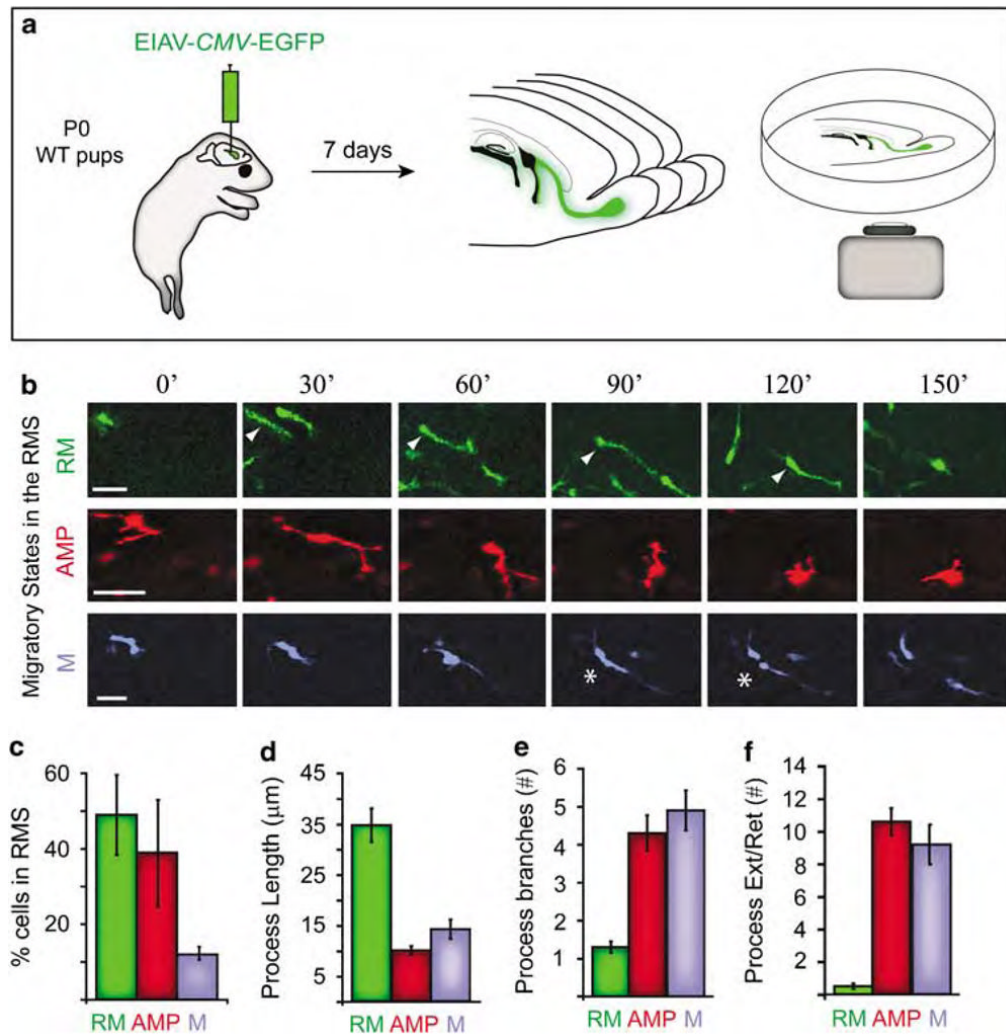 a
EIAV-CMV-EGFP
P0
WT pups
7 days
b
0' 30' 60' 90' 120' 150'
Migratory States in the RMS
RM
AMP
M
*
*
c
% cells in RMS
60
40
20
RM AMP M
d
Process Length (μm)
45
35
25
15
5
RM AMP M
e
Process branches (#)
6
5
4
3
2
1
RM AMP M
f
Process Ext/Ret (#)
14
12
10
8
6
4
2
RM AMP M